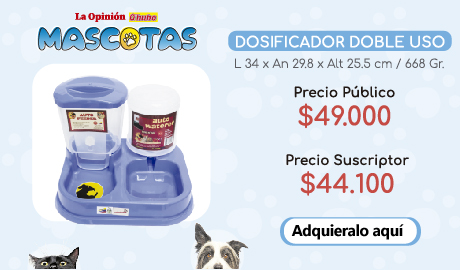 La Opinión Q'hubo
MASCOTAS
DOSIFICADOR DOBLE USO
L 34 x An 29.8 x Alt 25.5 cm / 668 Gr.
Precio Público
$49.000
Precio Suscriptor
$44.100
Adquieralo aquí
auto